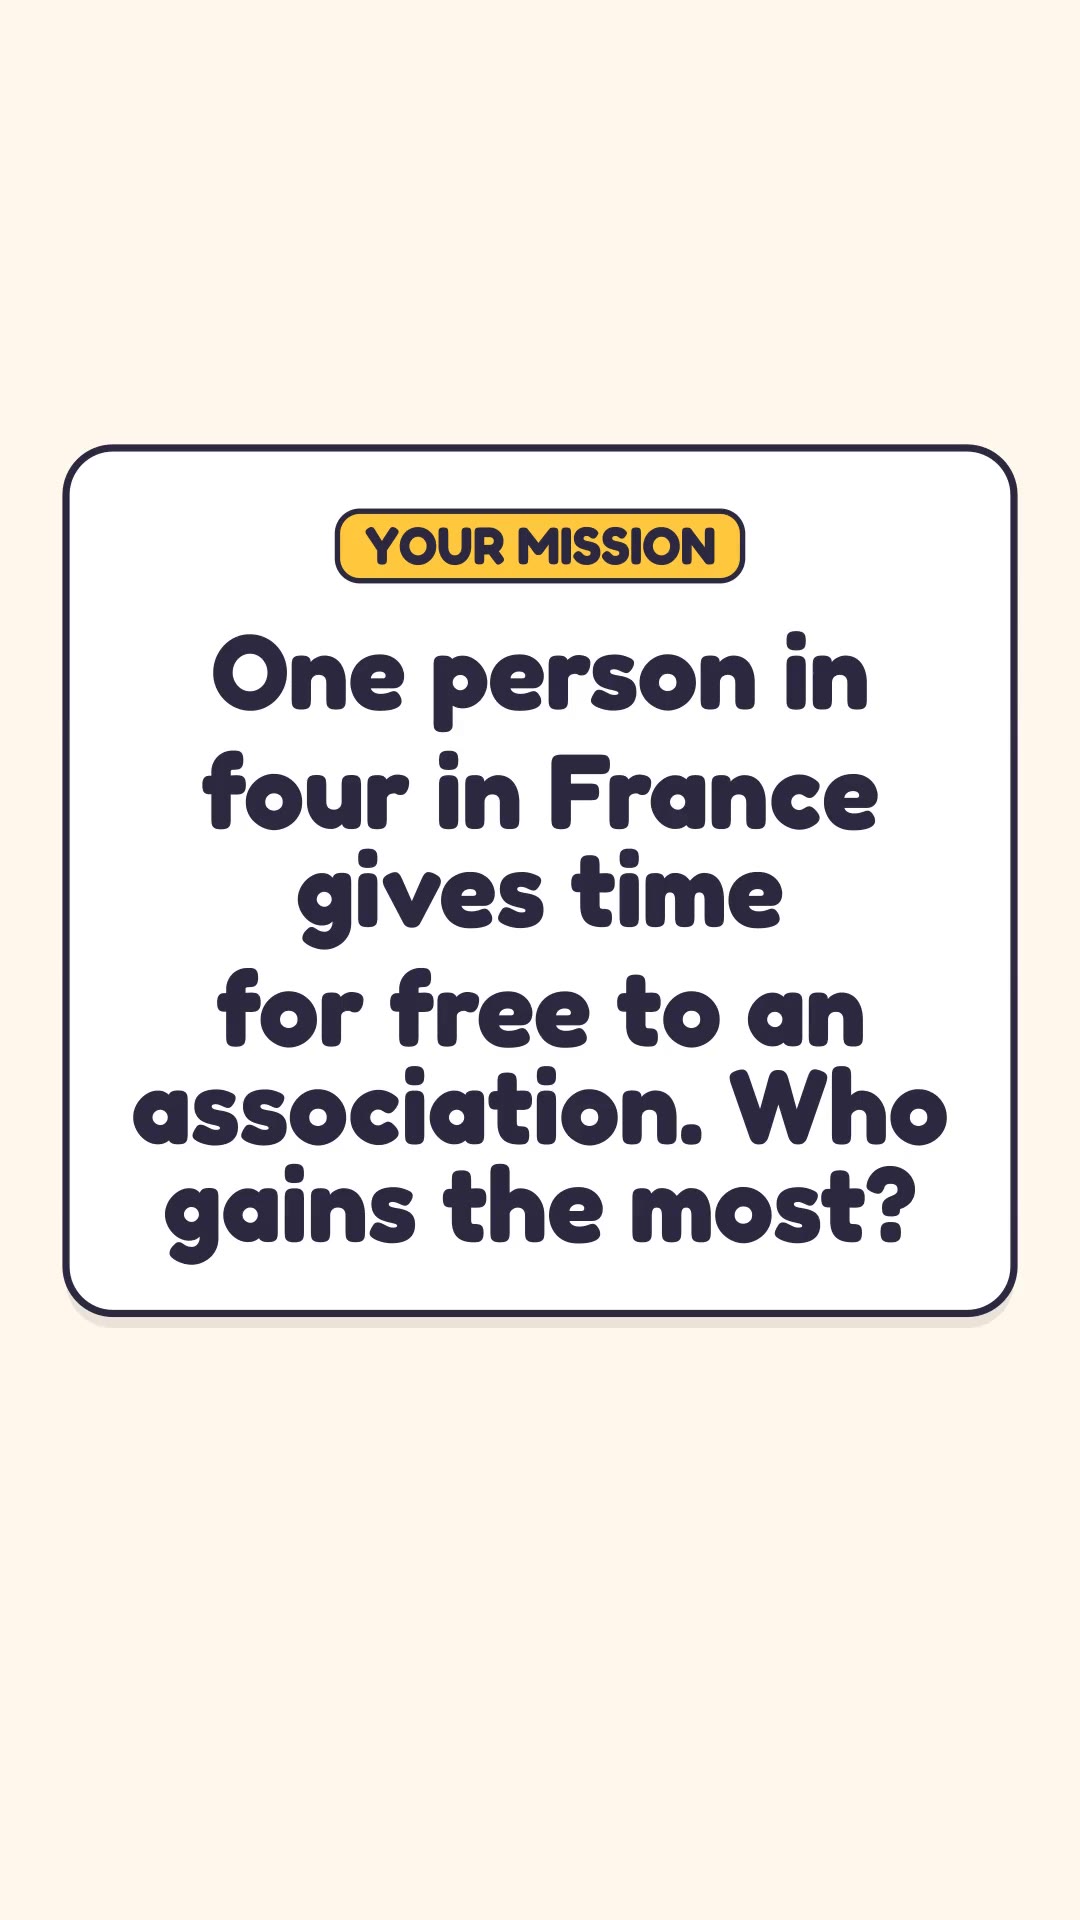 YOUR MISSION
One person in
four in France
gives time
for free to an
association. Who
gains the most?